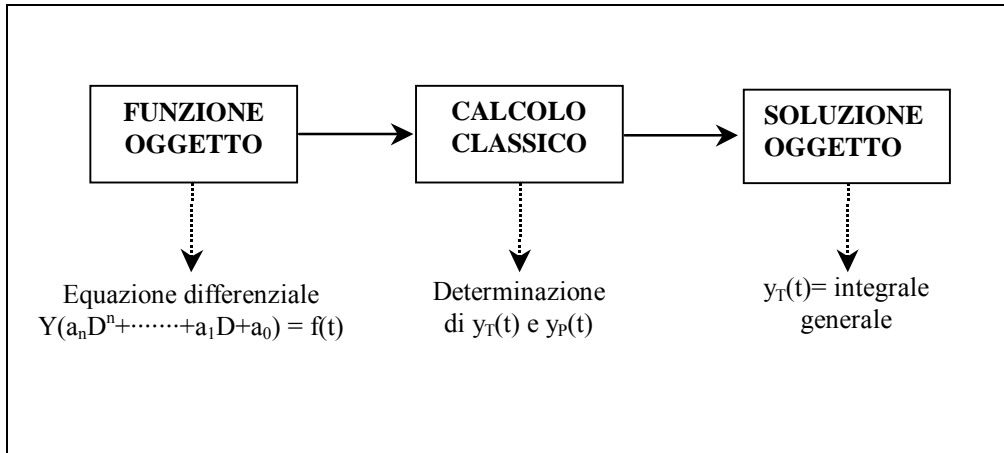 FUNZIONE
OGGETTO
CALCOLO
CLASSICO
SOLUZIONE
OGGETTO
Equazione differenziale
Y(aₙDⁿ+·······+a₁D+a₀) = f(t)
Determinazione
di y_T(t) e y_P(t)
y_T(t)= integrale
generale